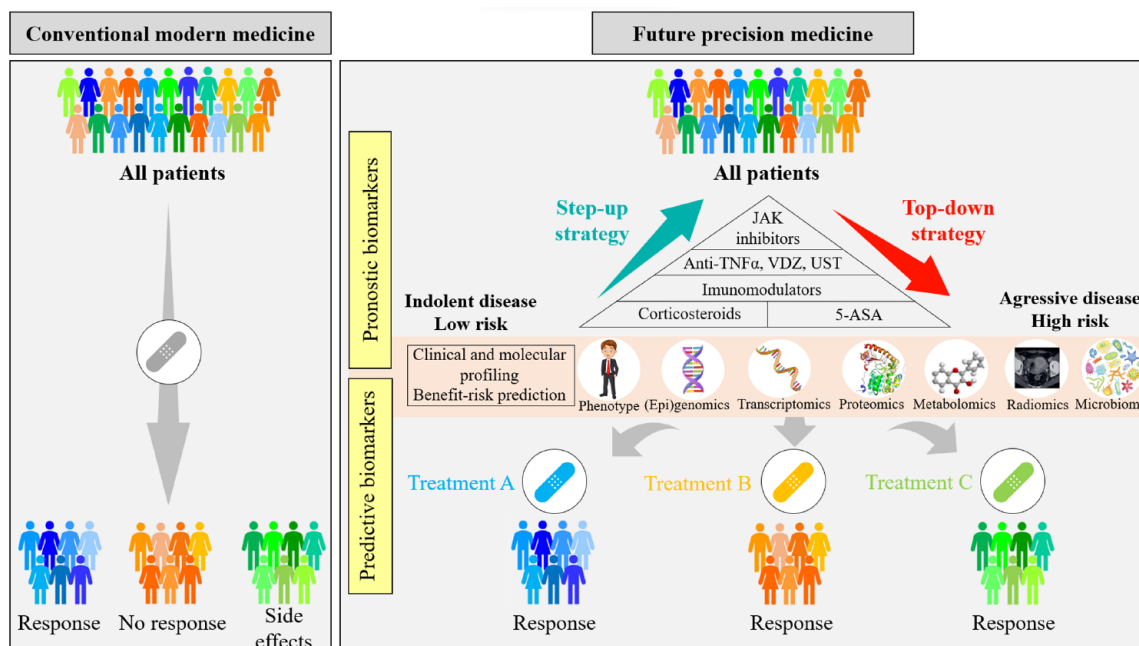 Conventional modern medicine
All patients
Response
No response
Side
effects
Future precision medicine
Pronostic biomarkers
Predictive biomarkers
All patients
Step-up
strategy
Top-down
strategy
JAK
inhibitors
Anti-TNFα, VDZ, UST
Imunomodulators
Corticosteroids
5-ASA
Indolent disease
Low risk
Agressive disease
High risk
Clinical and molecular
profiling
Benefit-risk prediction
Phenotype
(Epi)genomics
Transcriptomics
Proteomics
Metabolomics
Radiomics
Microbiom
Treatment A
Treatment B
Treatment C
Response
Response
Response